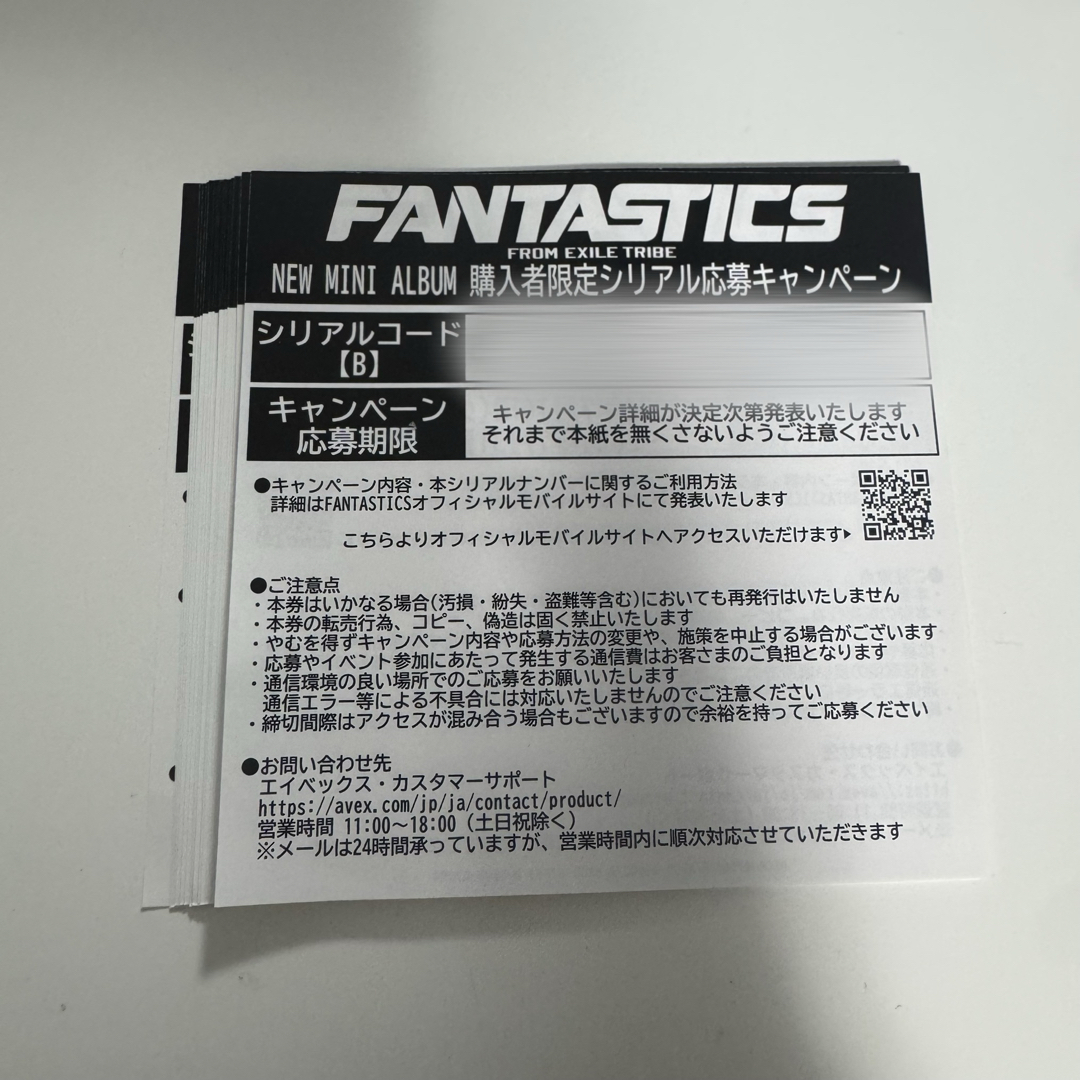 FANTASTICS
FROM EXILE TRIBE
NEW MINI ALBUM 購入者限定シリアル応募キャンペーン
シリアルコード
【B】
キャンペーン
応募期限
キャンペーン詳細が決定次第発表いたします
それまで本紙を無くさないようご注意ください
●キャンペーン内容・本シリアルナンバーに関するご利用方法
詳細はFANTASTICSオフィシャルモバイルサイトにて発表いたします
こちらよりオフィシャルモバイルサイトへアクセスいただけます▶
●ご注意点
・本券はいかなる場合(汚損・紛失・盗難等含む)においても再発行はいたしません
・本券の転売行為、コピー、偽造は固く禁止いたします
・やむを得ずキャンペーン内容や応募方法の変更や、施策を中止する場合がございます
・応募やイベント参加にあたって発生する通信費はお客さまのご負担となります
・通信環境の良い場所でのご応募をお願いいたします
通信エラー等による不具合には対応いたしませんのでご注意ください
・締切間際はアクセスが混み合う場合もございますので余裕を持ってご応募ください
●お問い合わせ先
エイベックス・カスタマーサポート
https://avex.com/jp/ja/contact/product/
営業時間 11:00～18:00（土日祝除く）
※メールは24時間承っていますが、営業時間内に順次対応させていただきます